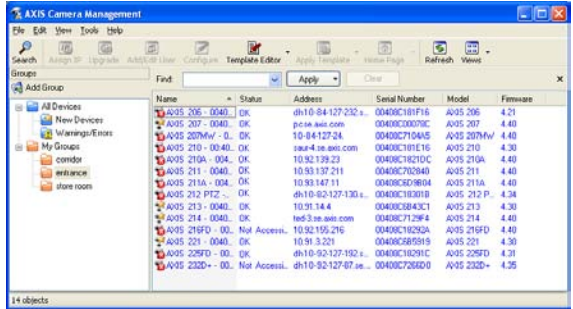 AXIS Camera Management
File Edit View Tools Help
Search Assign IP Upgrade Add/Edit User Configure Template Editor Apply Template Home Page Refresh Views
Groups
Find: Apply Clear
Add Group
Name Status Address Serial Number Model Firmware
All Devices
New Devices
Warnings/Errors
My Groups
corridor
entrance
store room
AXIS 206 - 0040... OK dh10-84-127-232.s... AXIS 206 4.21
AXIS 207 - 0040... OK pc.se.axis.com AXIS 207 4.40
AXIS 207MW - 0... OK 10-84-127-24. AXIS 207MW 4.40
AXIS 210 - 0040... OK saur-4.se.axis.com AXIS 210 4.30
AXIS 210A - 004... OK 10.92.139.23 00408C1821DC AXIS 210A 4.40
AXIS 211 - 0040... OK 10.93.137.211 00408C702840 AXIS 211 4.40
AXIS 211A - 004... OK 10.93.147.11 AXIS 211A 4.40
AXIS 212 PTZ -... OK dh10-82-127-130.s... AXIS 212 P... 4.34
AXIS 213 - 0040... OK 10.91.14.4 00408C6B43C1 AXIS 213 4.30
AXIS 214 - 0040... OK ted-3.se.axis.com 00408C7129F4 AXIS 214 4.40
AXIS 216FD - 00... Not Accessi... 10.92.155.216 00408C18292A AXIS 216FD 4.40
AXIS 221 - 0040... OK 10.91.3.221 AXIS 221 4.30
AXIS 225FD - 00... OK dh10-92-127-192.s... 00408C18291C AXIS 225FD 4.31
AXIS 232D+ - 00... Not Accessi... dh10-92-127-87.se... 00408C7266D0 AXIS 232D+ 4.35
14 objects